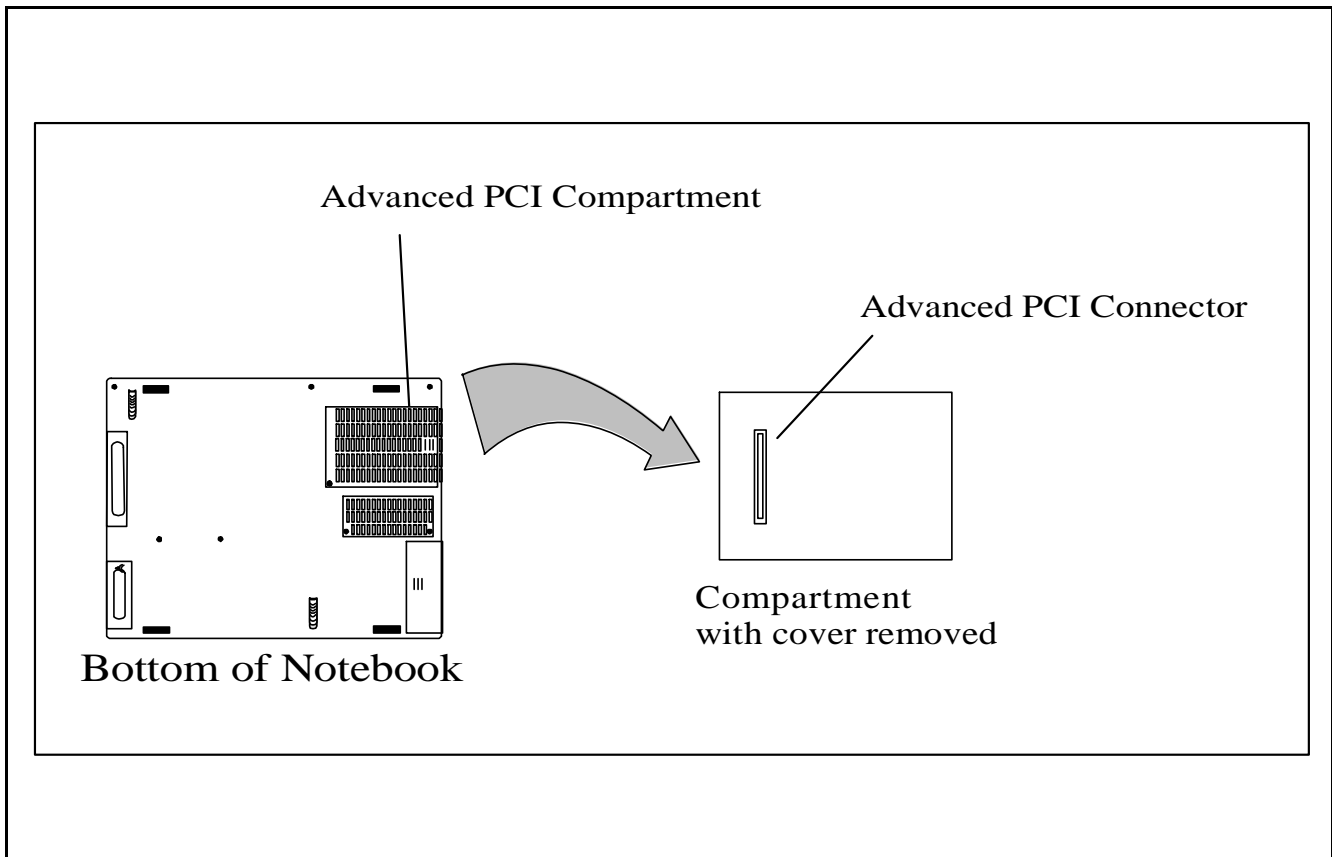 Advanced PCI Compartment
Advanced PCI Connector
Compartment
with cover removed
Bottom of Notebook